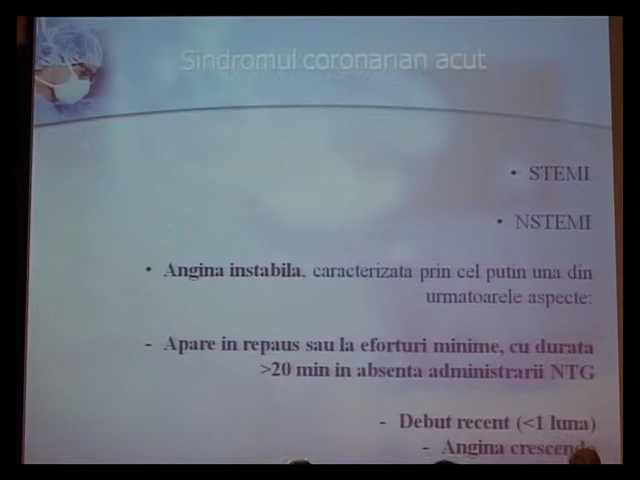 Sindromul coronarian acut
• STEMI
• NSTEMI
• Angina instabila, caracterizata prin cel putin una din
urmatoarele aspecte:
- Apare in repaus sau la eforturi minime, cu durata
>20 min in absenta administrarii NTG
- Debut recent (<1 luna)
- Angina crescendo